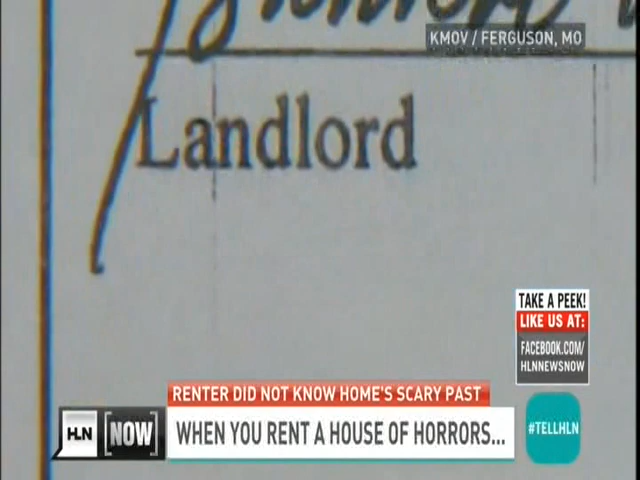 KMOV / FERGUSON, MO
Landlord
TAKE A PEEK!
LIKE US AT:
FACEBOOK.COM/
HLNNEWSNOW
RENTER DID NOT KNOW HOME'S SCARY PAST
HLN [NOW]
WHEN YOU RENT A HOUSE OF HORRORS...
#TELLHLN